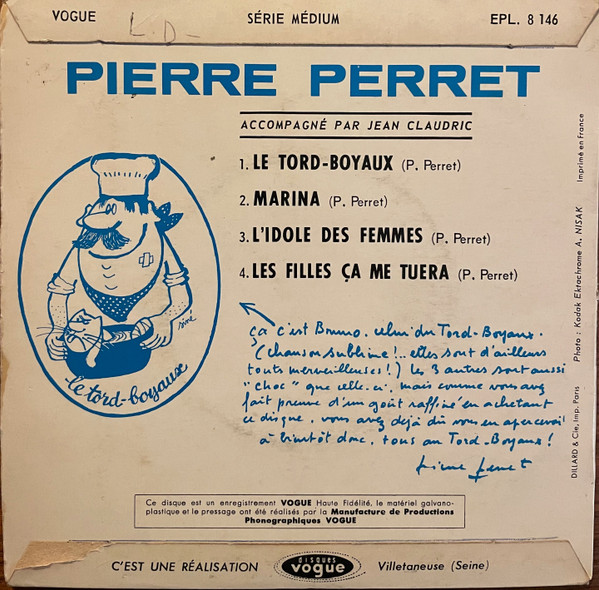 VOGUE SÉRIE MÉDIUM EPL. 8 146
L.D-
PIERRE PERRET
ACCOMPAGNÉ PAR JEAN CLAUDRIC
1. LE TORD-BOYAUX (P. Perret)
2. MARINA (P. Perret)
3. L'IDOLE DES FEMMES (P. Perret)
4. LES FILLES ÇA ME TUERA (P. Perret)
siné
le tord-boyaux
ça c'est Bruno. celui du Tord-Boyaux.
(chanson sublime!.. elles sont d'ailleurs
toutes merveilleuses!) les 3 autres sont aussi
"choc" que celle-ci, mais comme vous avez
fait preuve d'un goût raffiné en achetant
ce disque, vous avez déjà dû vous en apercevoir
à bientôt donc, tous au Tord-Boyaux!
Pierre Perret
Ce disque est un enregistrement VOGUE Haute Fidélité, le matériel galvano-
plastique et le pressage ont été réalisés par la Manufacture de Productions
Phonographiques VOGUE
C'EST UNE RÉALISATION DISQUES VOGUE Villetaneuse (Seine)
DILLARD & Cie, Imp. Paris Photo : Kodak Ektachrome A. NISAK Imprimé en France